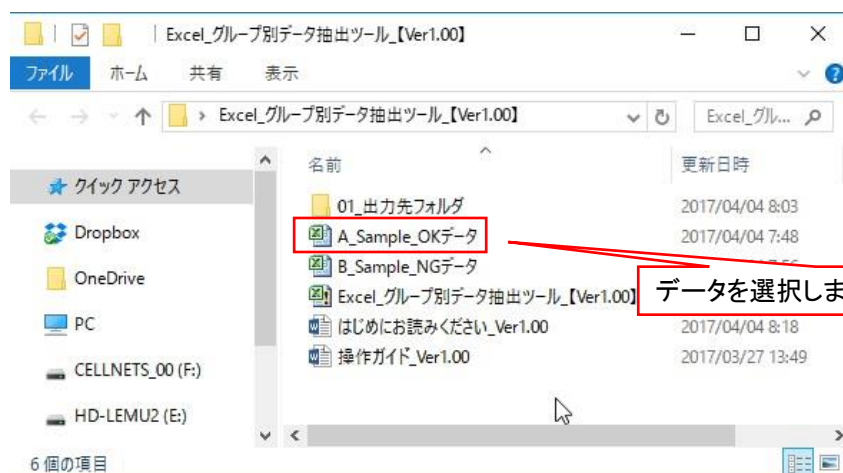 Excel_グループ別データ抽出ツール_【Ver1.00】
ファイル ホーム 共有 表示
Excel_グループ別データ抽出ツール_【Ver1.00】 Excel_グル...
名前 更新日時
クイック アクセス
Dropbox
OneDrive
PC
CELLNETS_00 (F:)
HD-LEMU2 (E:)
01_出力先フォルダ 2017/04/04 8:03
A_Sample_OKデータ 2017/04/04 7:48
B_Sample_NGデータ
Excel_グループ別データ抽出ツール_【Ver1.00】
はじめにお読みください_Ver1.00 2017/04/04 8:18
操作ガイド_Ver1.00 2017/03/27 13:49
データを選択しま
6 個の項目